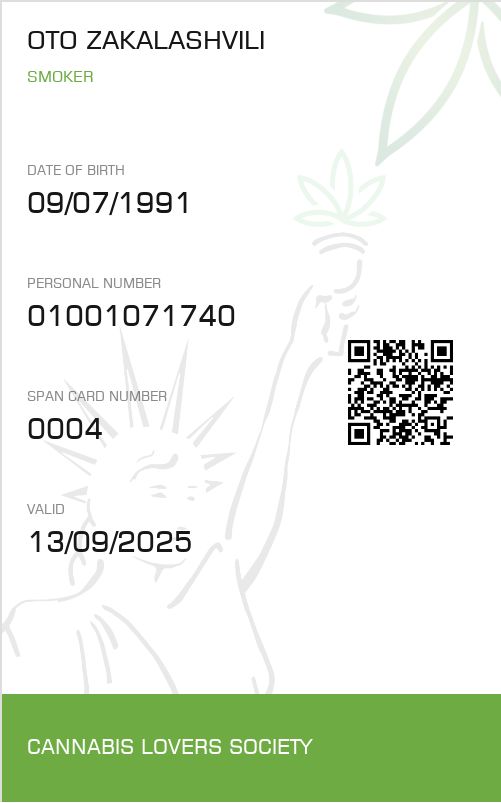 OTO ZAKALASHVILI
SMOKER
DATE OF BIRTH
09/07/1991
PERSONAL NUMBER
01001071740
SPAN CARD NUMBER
0004
VALID
13/09/2025
CANNABIS LOVERS SOCIETY